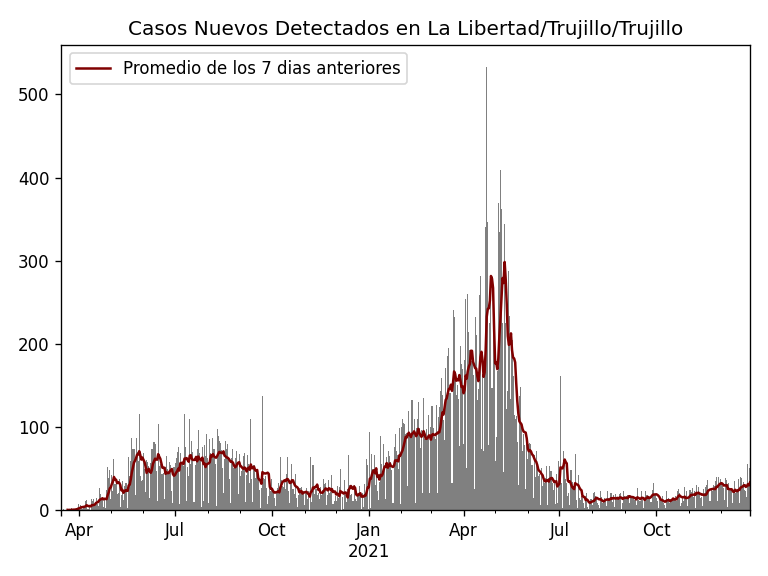 Casos Nuevos Detectados en La Libertad/Trujillo/Trujillo
Promedio de los 7 dias anteriores
500
400
300
200
100
0
Apr Jul Oct Jan Apr Jul Oct
2021